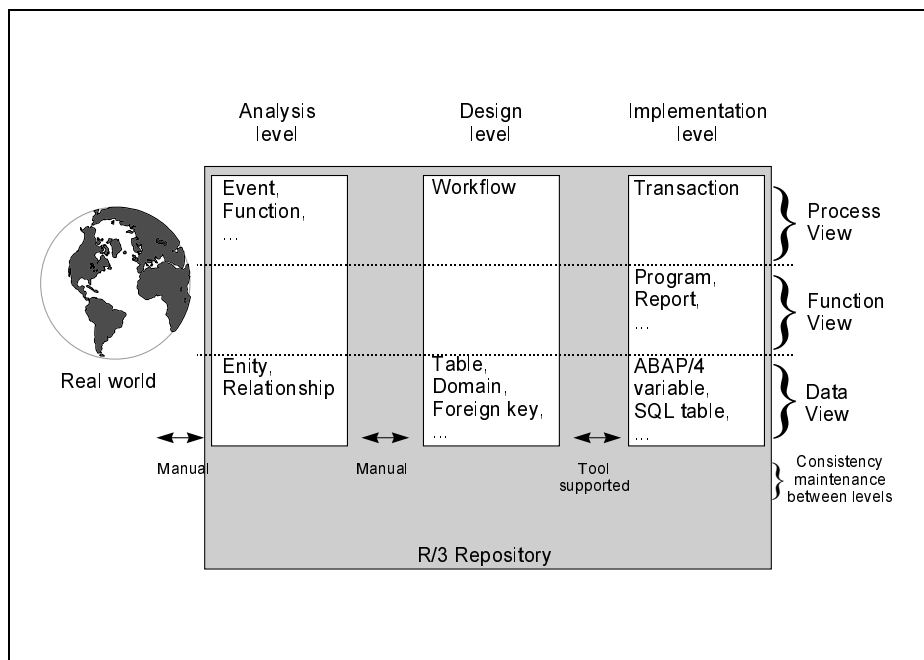 Analysis
level
Design
level
Implementation
level
Event,
Function,
...
Workflow
Transaction
Process
View
Program,
Report,
...
Function
View
Real world
Enity,
Relationship
Table,
Domain,
Foreign key,
...
ABAP/4
variable,
SQL table,
...
Data
View
Manual
Manual
Tool
supported
Consistency
maintenance
between levels
R/3 Repository